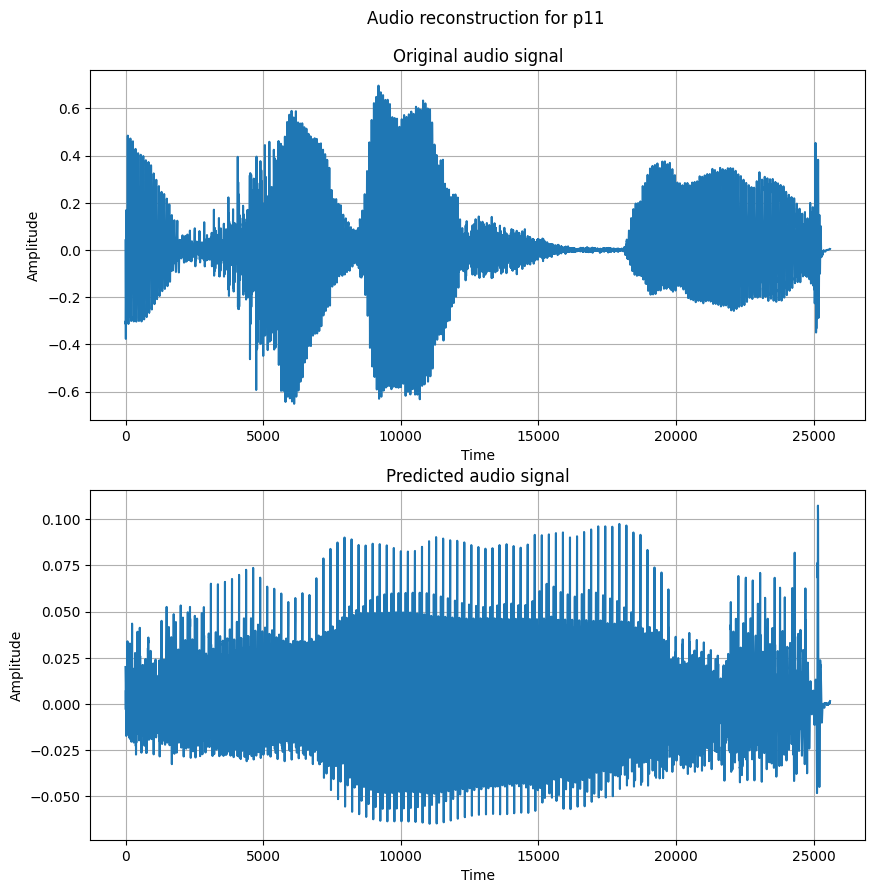 Audio reconstruction for p11
Original audio signal
0.6
0.4
0.2
0.0
−0.2
−0.4
−0.6
Amplitude
0 5000 10000 15000 20000 25000
Time
Predicted audio signal
0.100
0.075
0.050
0.025
0.000
−0.025
−0.050
Amplitude
0 5000 10000 15000 20000 25000
Time